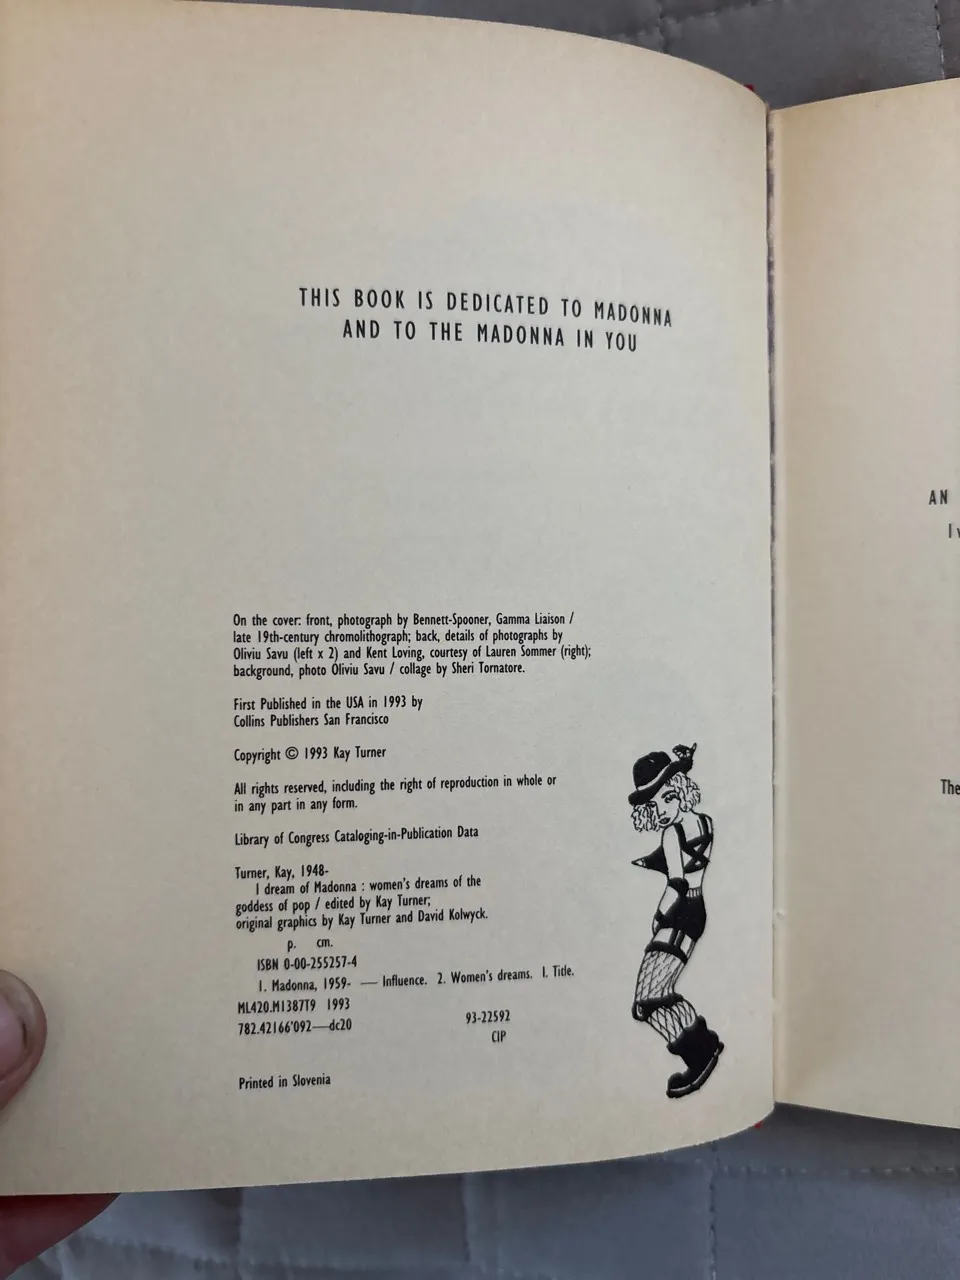 THIS BOOK IS DEDICATED TO MADONNA
AND TO THE MADONNA IN YOU
On the cover: front, photograph by Bennett-Spooner, Gamma Liaison /
late 19th-century chromolithograph; back, details of photographs by
Oliviu Savu (left x 2) and Kent Loving, courtesy of Lauren Sommer (right);
background, photo Oliviu Savu / collage by Sheri Tornatore.
First Published in the USA in 1993 by
Collins Publishers San Francisco
Copyright © 1993 Kay Turner
All rights reserved, including the right of reproduction in whole or
in any part in any form.
Library of Congress Cataloging-in-Publication Data
Turner, Kay, 1948-
I dream of Madonna : women's dreams of the
goddess of pop / edited by Kay Turner;
original graphics by Kay Turner and David Kolwyck.
p. cm.
ISBN 0-00-255257-4
1. Madonna, 1959- — Influence. 2. Women's dreams. I. Title.
ML420.M1387T9 1993
782.42166'092—dc20 93-22592
CIP
Printed in Slovenia
AN
I
The